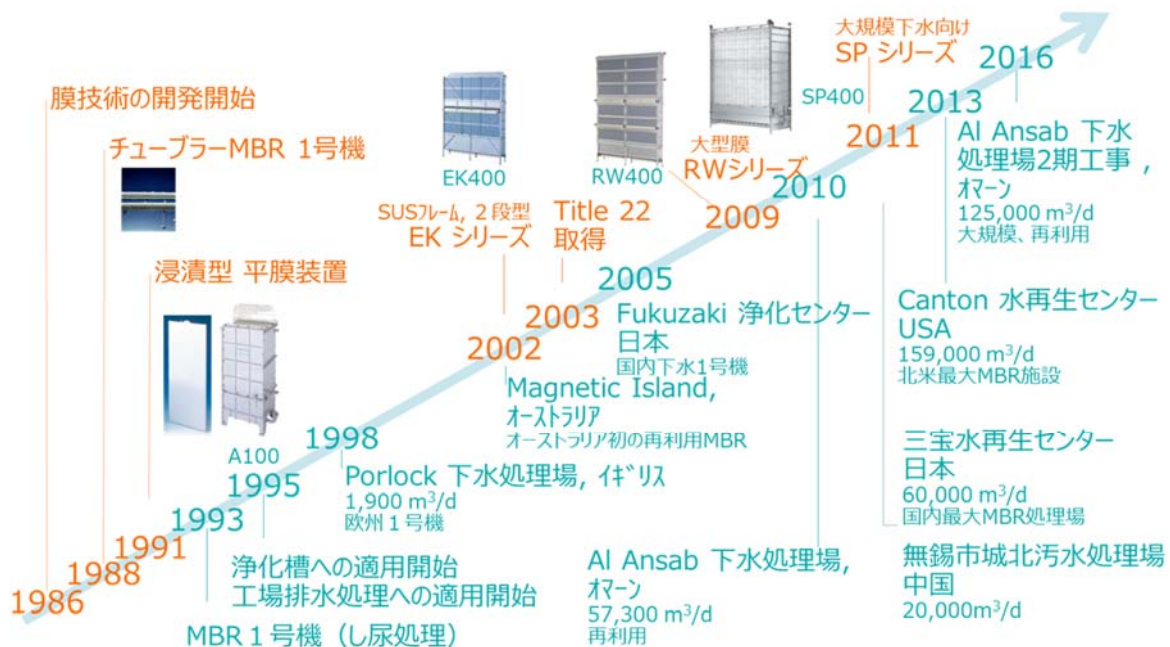 膜技術の開発開始
チューブラーMBR 1号機
浸漬型 平膜装置
A100
EK400
SUSフレム, 2段型
EK シリーズ
Title 22
取得
RW400
大型膜
RWシリーズ
SP400
大規模下水向け
SP シリーズ
1986
1988
1991
1993
1995
1998
2002
2003
2005
2009
2010
2011
2013
2016
MBR 1号機(し尿処理)
浄化槽への適用開始
工場排水処理への適用開始
Porlock 下水処理場, イギリス
1,900 m³/d
欧州1号機
Magnetic Island,
オーストラリア
オーストラリア初の再利用MBR
Fukuzaki 浄化センター
日本
国内下水1号機
Al Ansab 下水処理場,
オマーン
57,300 m³/d
再利用
三宝水再生センター
日本
60,000 m³/d
国内最大MBR処理場
無錫市城北汚水処理場
中国
20,000m³/d
Canton 水再生センター
USA
159,000 m³/d
北米最大MBR施設
Al Ansab 下水
処理場2期工事 ,
オマーン
125,000 m³/d
大規模、再利用